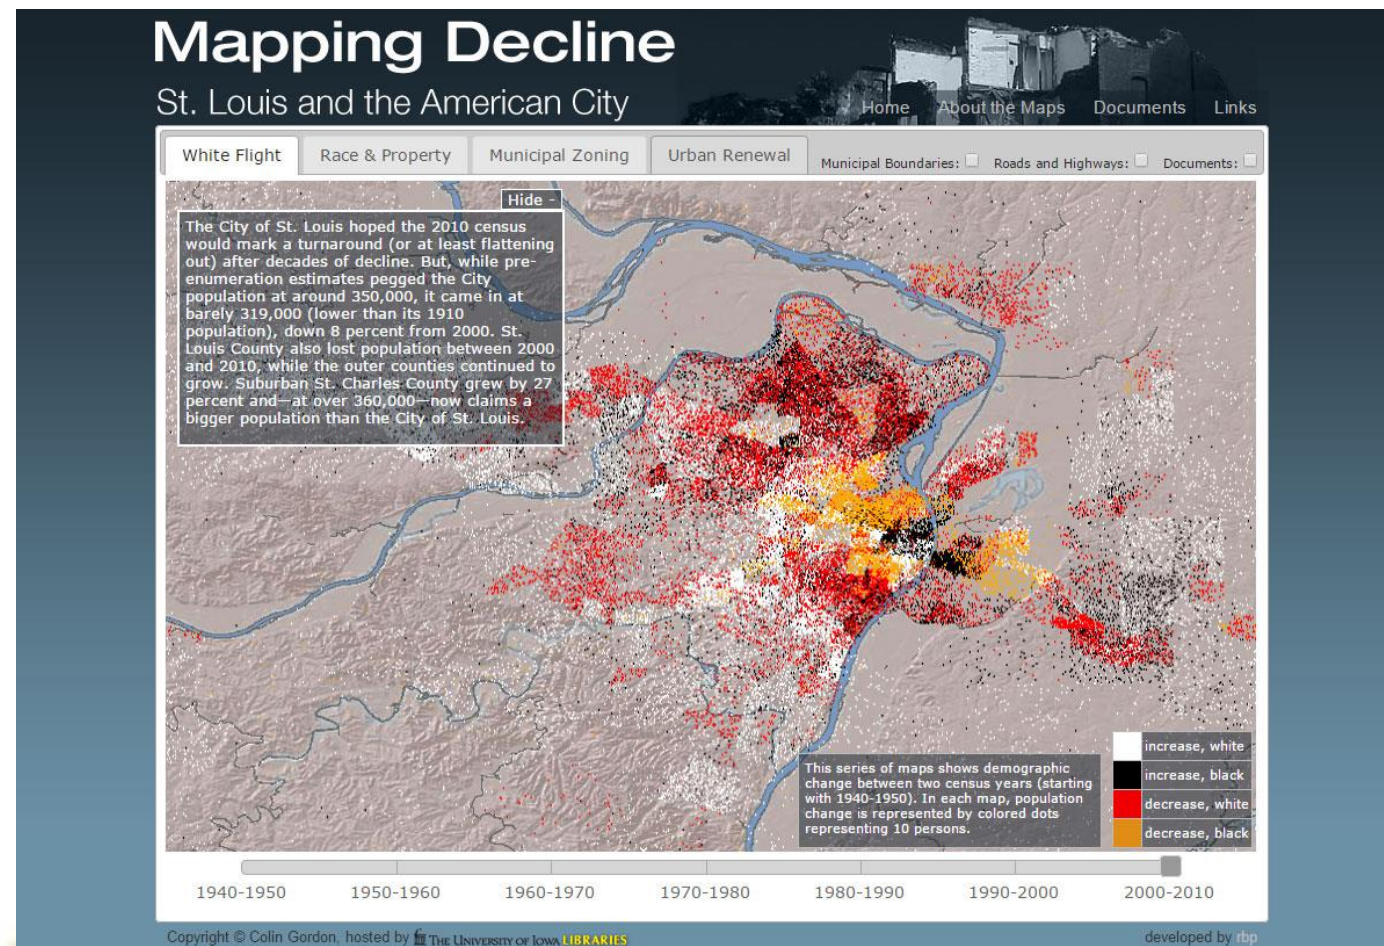 Mapping Decline
St. Louis and the American City
Home About the Maps Documents Links
White Flight Race & Property Municipal Zoning Urban Renewal Municipal Boundaries: Roads and Highways: Documents:
Hide -
The City of St. Louis hoped the 2010 census
would mark a turnaround (or at least flattening
out) after decades of decline. But, while pre-
enumeration estimates pegged the City
population at around 350,000, it came in at
barely 319,000 (lower than its 1910
population), down 8 percent from 2000. St.
Louis County also lost population between 2000
and 2010, while the outer counties continued to
grow. Suburban St. Charles County grew by 27
percent and—at over 360,000—now claims a
bigger population than the City of St. Louis.
This series of maps shows demographic
change between two census years (starting
with 1940-1950). In each map, population
change is represented by colored dots
representing 10 persons.
increase, white
increase, black
decrease, white
decrease, black
1940-1950 1950-1960 1960-1970 1970-1980 1980-1990 1990-2000 2000-2010
Copyright © Colin Gordon, hosted by THE UNIVERSITY OF IOWA LIBRARIES developed by rbp